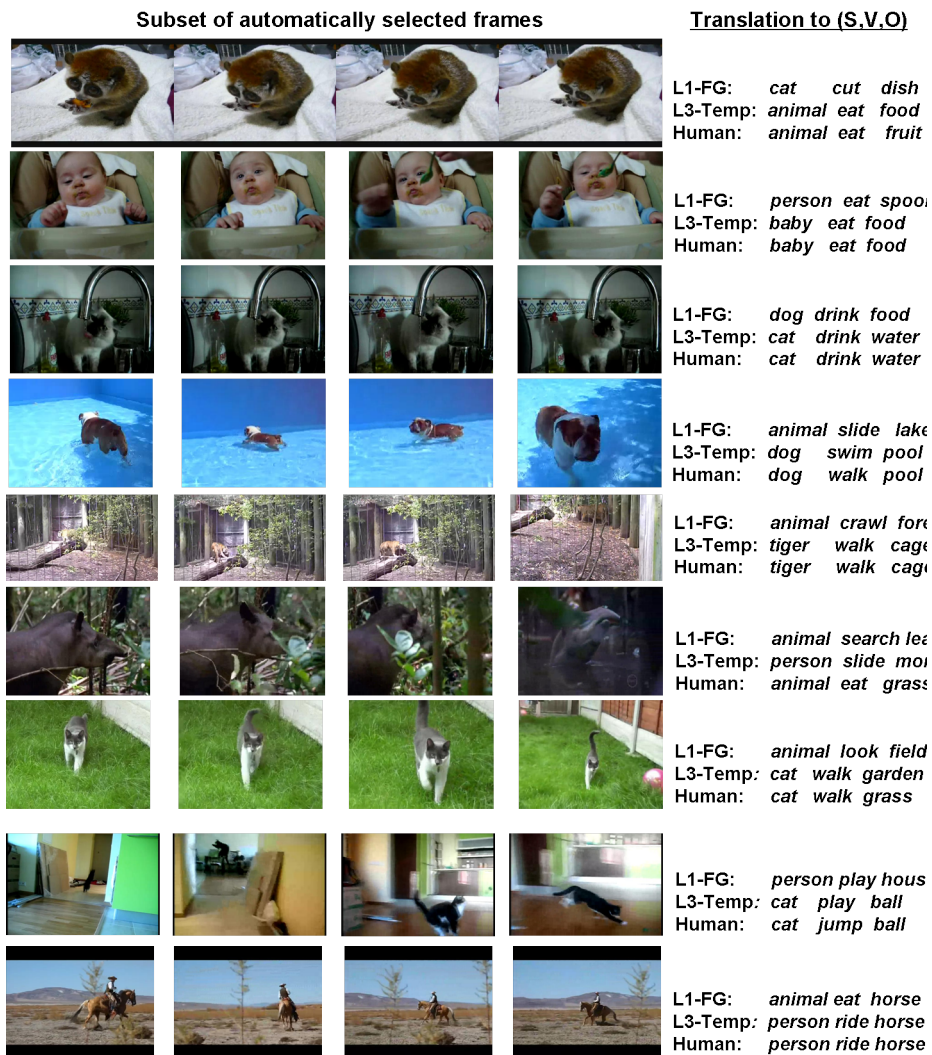 Subset of automatically selected frames
Translation to (S,V,O)
L1-FG: cat cut dish
L3-Temp: animal eat food
Human: animal eat fruit
L1-FG: person eat spoon
L3-Temp: baby eat food
Human: baby eat food
L1-FG: dog drink food
L3-Temp: cat drink water
Human: cat drink water
L1-FG: animal slide lake
L3-Temp: dog swim pool
Human: dog walk pool
L1-FG: animal crawl fore
L3-Temp: tiger walk cage
Human: tiger walk cage
L1-FG: animal search lea
L3-Temp: person slide
Human: animal eat grass
L1-FG: animal look field
L3-Temp: cat walk garden
Human: cat walk grass
L1-FG: person play hous
L3-Temp: cat play ball
Human: cat jump ball
L1-FG: animal eat horse
L3-Temp: person ride horse
Human: person ride horse